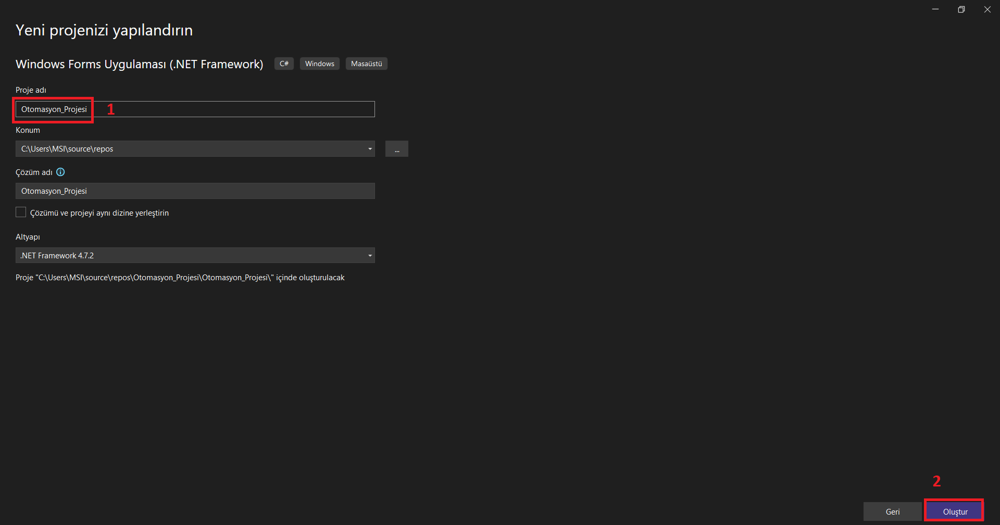 Yeni projenizi yapılandırın
Windows Forms Uygulaması (.NET Framework) C# Windows Masaüstü
Proje adı
Otomasyon_Projesi 1
Konum
C:\Users\MSI\source\repos ...
Çözüm adı
Otomasyon_Projesi
Çözümü ve projeyi aynı dizine yerleştirin
Altyapı
.NET Framework 4.7.2
Proje "C:\Users\MSI\source\repos\Otomasyon_Projesi\Otomasyon_Projesi\" içinde oluşturulacak
2
Geri Oluştur